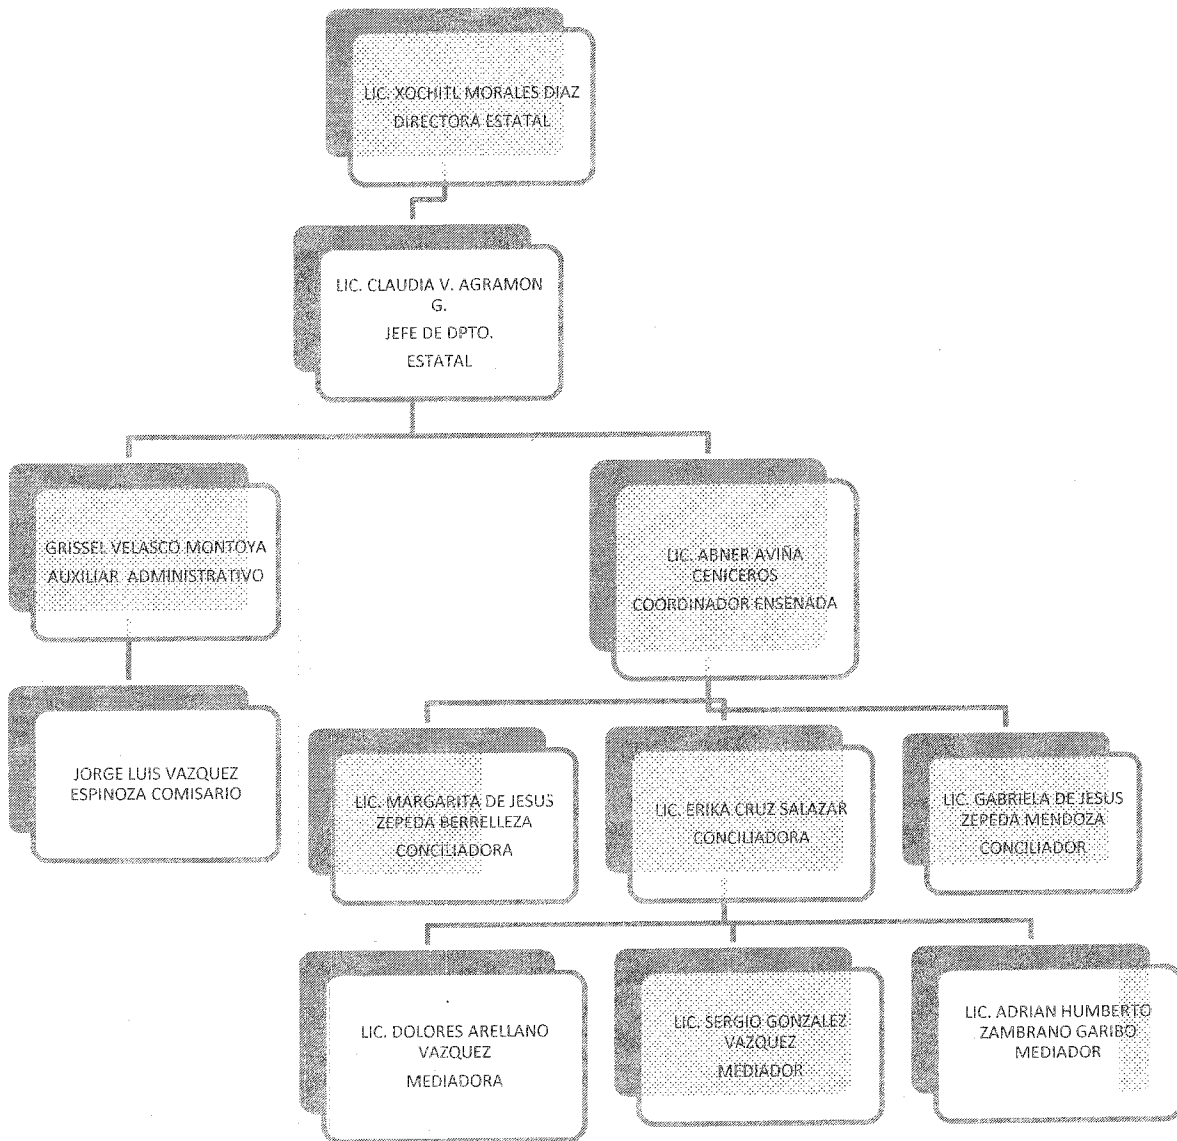 LIC. XOCHITL MORALES DIAZ
DIRECTORA ESTATAL
LIC. CLAUDIA V. AGRAMON
G.
JEFE DE DPTO.
ESTATAL
GRISSEL VELASCO MONTOYA
AUXILIAR ADMINISTRATIVO
LIC. ABNER AVIÑA
CENICEROS
COORDINADOR ENSENADA
JORGE LUIS VAZQUEZ
ESPINOZA COMISARIO
LIC. MARGARITA DE JESUS
ZEPEDA BERRELLEZA
CONCILIADORA
LIC. ERIKA CRUZ SALAZAR
CONCILIADORA
LIC. GABRIELA DE JESUS
ZEPEDA MENDOZA
CONCILIADOR
LIC. DOLORES ARELLANO
VAZQUEZ
MEDIADORA
LIC. SERGIO GONZALEZ
VAZQUEZ
MEDIADOR
LIC. ADRIAN HUMBERTO
ZAMBRANO GARIBO
MEDIADOR